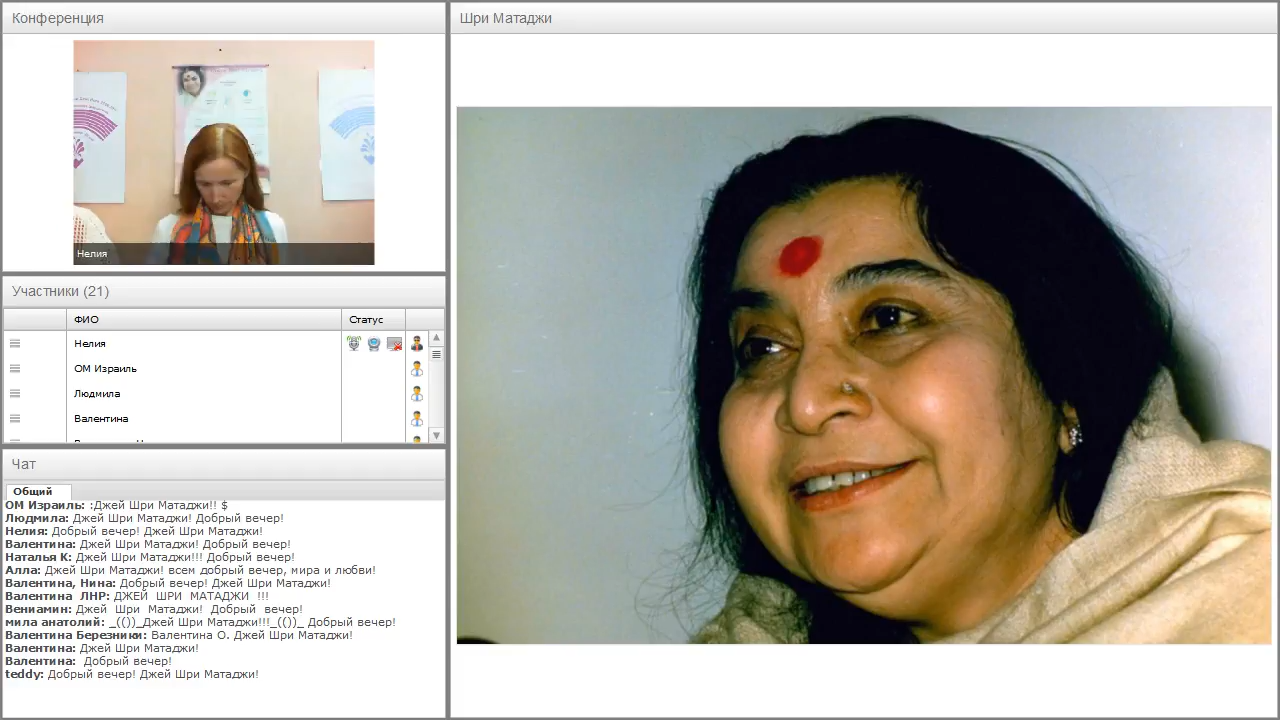 Конференция
Нелия
Участники (21)
ФИО Статус
Нелия
ОМ Израиль
Людмила
Валентина
Чат
Общий
ОМ Израиль: :Джей Шри Матаджи!! $
Людмила: Джей Шри Матаджи! Добрый вечер!
Нелия: Добрый вечер! Джей Шри Матаджи!
Валентина: Джей Шри Матаджи! Добрый вечер!
Наталья К: Джей Шри Матаджи!!! Добрый вечер!
Алла: Джей Шри Матаджи! всем добрый вечер, мира и любви!
Валентина, Нина: Добрый вечер! Джей Шри Матаджи!
Валентина ЛНР: ДЖЕЙ ШРИ МАТАДЖИ !!!
Вениамин: Джей Шри Матаджи! Добрый вечер!
мила анатолий: _(())_Джей Шри Матаджи!!!_(())_ Добрый вечер!
Валентина Березники: Валентина О. Джей Шри Матаджи!
Валентина: Джей Шри Матаджи!
Валентина: Добрый вечер!
teddy: Добрый вечер! Джей Шри Матаджи!
Шри Матаджи